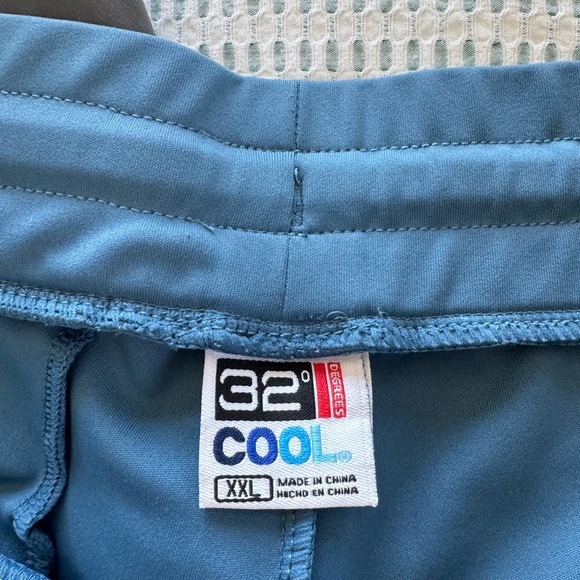 32° DEGREES
COOL®
XXL MADE IN CHINA
HECHO EN CHINA